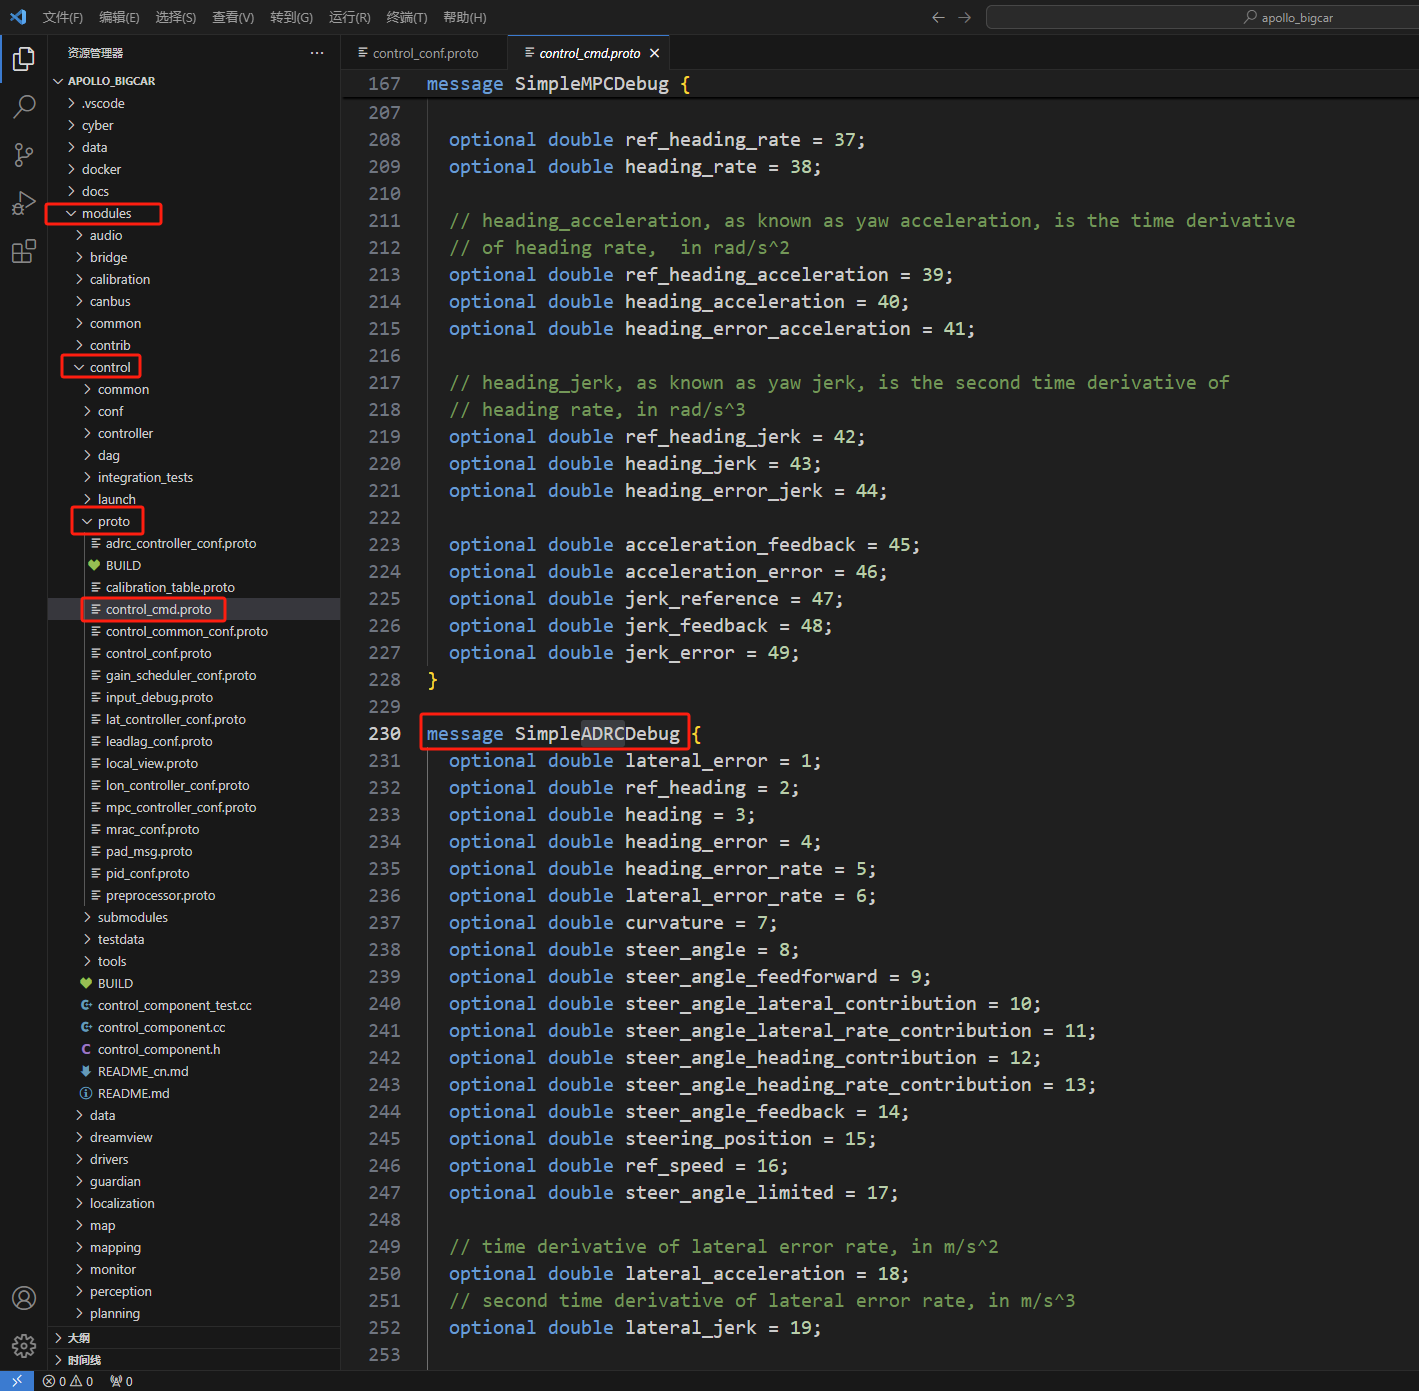 文件(F) 编辑(E) 选择(S) 查看(V) 转到(G) 运行(R) 终端(T) 帮助(H)
apollo_bigcar
资源管理器
APOLLO_BIGCAR
.vscode
cyber
data
docker
docs
modules
audio
bridge
calibration
canbus
common
contrib
control
common
conf
controller
dag
integration_tests
launch
proto
adrc_controller_conf.proto
BUILD
calibration_table.proto
control_cmd.proto
control_common_conf.proto
control_conf.proto
gain_scheduler_conf.proto
input_debug.proto
lat_controller_conf.proto
leadlag_conf.proto
local_view.proto
lon_controller_conf.proto
mpc_controller_conf.proto
mrac_conf.proto
pad_msg.proto
pid_conf.proto
preprocessor.proto
submodules
testdata
tools
BUILD
control_component_test.cc
control_component.cc
control_component.h
README_cn.md
README.md
data
dreamview
drivers
guardian
localization
map
mapping
monitor
perception
planning
大纲
时间线
0 0 0
control_conf.proto control_cmd.proto
167 message SimpleMPCDebug {
207
208 optional double ref_heading_rate = 37;
209 optional double heading_rate = 38;
210
211 // heading_acceleration, as known as yaw acceleration, is the time derivative
212 // of heading rate,  in rad/s^2
213 optional double ref_heading_acceleration = 39;
214 optional double heading_acceleration = 40;
215 optional double heading_error_acceleration = 41;
216
217 // heading_jerk, as known as yaw jerk, is the second time derivative of
218 // heading rate, in rad/s^3
219 optional double ref_heading_jerk = 42;
220 optional double heading_jerk = 43;
221 optional double heading_error_jerk = 44;
222
223 optional double acceleration_feedback = 45;
224 optional double acceleration_error = 46;
225 optional double jerk_reference = 47;
226 optional double jerk_feedback = 48;
227 optional double jerk_error = 49;
228 }
229
230 message SimpleADRCDebug {
231 optional double lateral_error = 1;
232 optional double ref_heading = 2;
233 optional double heading = 3;
234 optional double heading_error = 4;
235 optional double heading_error_rate = 5;
236 optional double lateral_error_rate = 6;
237 optional double curvature = 7;
238 optional double steer_angle = 8;
239 optional double steer_angle_feedforward = 9;
240 optional double steer_angle_lateral_contribution = 10;
241 optional double steer_angle_lateral_rate_contribution = 11;
242 optional double steer_angle_heading_contribution = 12;
243 optional double steer_angle_heading_rate_contribution = 13;
244 optional double steer_angle_feedback = 14;
245 optional double steering_position = 15;
246 optional double ref_speed = 16;
247 optional double steer_angle_limited = 17;
248
249 // time derivative of lateral error rate, in m/s^2
250 optional double lateral_acceleration = 18;
251 // second time derivative of lateral error rate, in m/s^3
252 optional double lateral_jerk = 19;
253